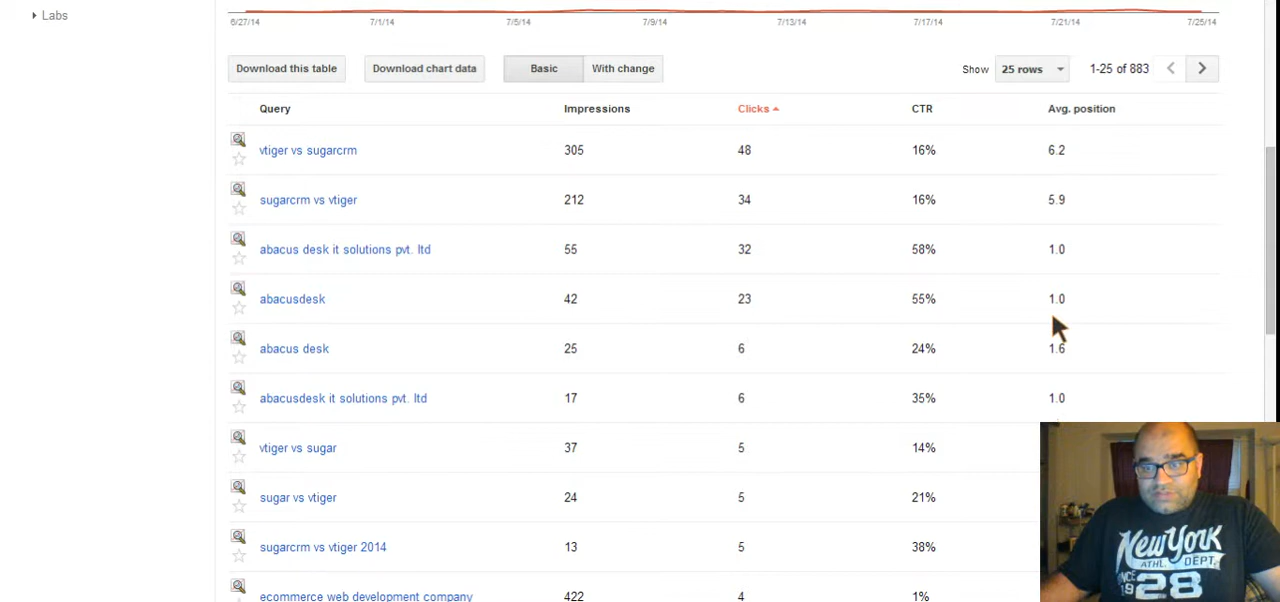 Labs
6/27/14 7/1/14 7/5/14 7/9/14 7/13/14 7/17/14 7/21/14 7/25/14
Download this table Download chart data Basic With change Show 25 rows 1-25 of 883
Query Impressions Clicks CTR Avg. position
vtiger vs sugarcrm 305 48 16% 6.2
sugarcrm vs vtiger 212 34 16% 5.9
abacus desk it solutions pvt. ltd 55 32 58% 1.0
abacusdesk 42 23 55% 1.0
abacus desk 25 6 24% 1.6
abacusdesk it solutions pvt. ltd 17 6 35% 1.0
vtiger vs sugar 37 5 14%
sugar vs vtiger 24 5 21%
sugarcrm vs vtiger 2014 13 5 38%
ecommerce web development company 422 4 1%
New York
ATHL. DEPT.
SINCE
1928